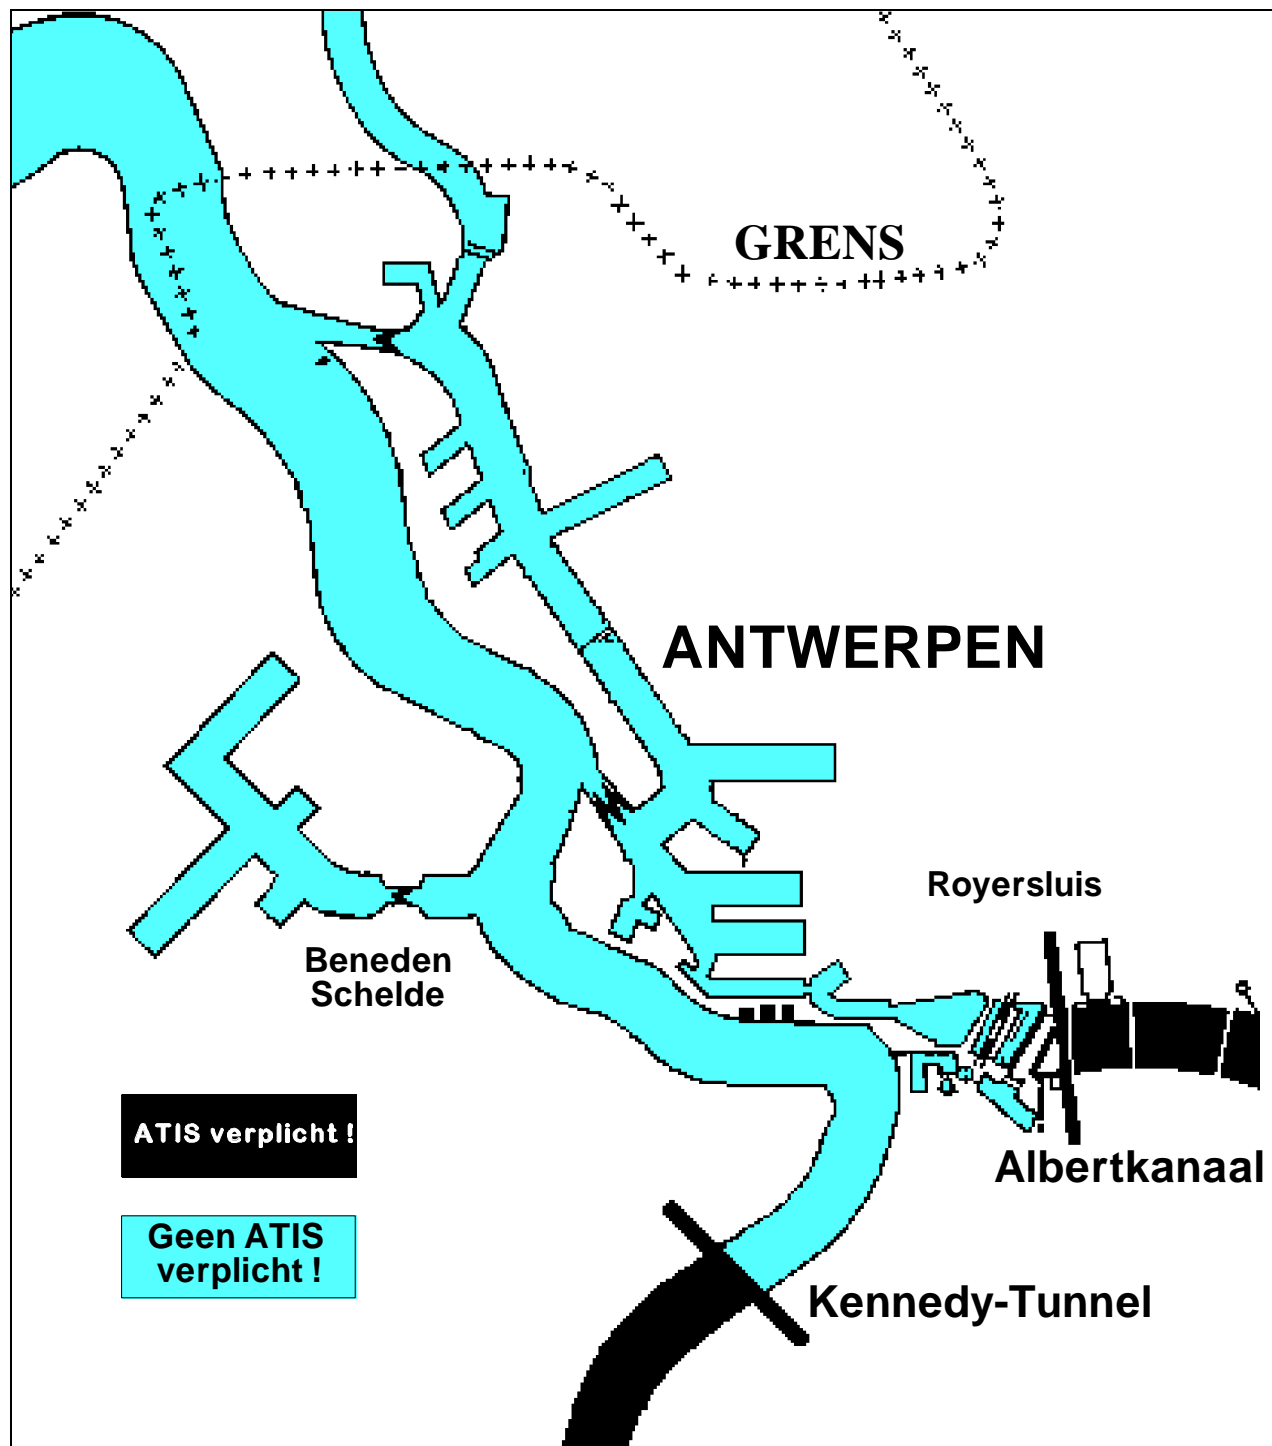 GRENS
ANTWERPEN
Royersluis
Beneden
Schelde
ATIS verplicht !
Albertkanaal
Geen ATIS
verplicht !
Kennedy-Tunnel